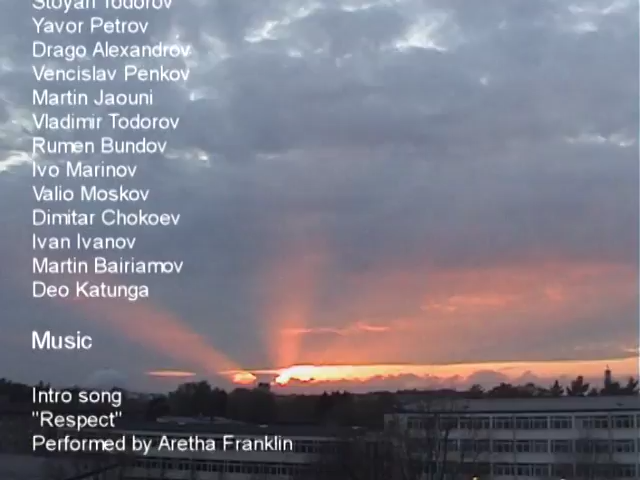 Stoyan Todorov
Yavor Petrov
Drago Alexandrov
Vencislav Penkov
Martin Jaouni
Vladimir Todorov
Rumen Bundov
Ivo Marinov
Valio Moskov
Dimitar Chokoev
Ivan Ivanov
Martin Bairiamov
Deo Katunga
Music
Intro song
"Respect"
Performed by Aretha Franklin